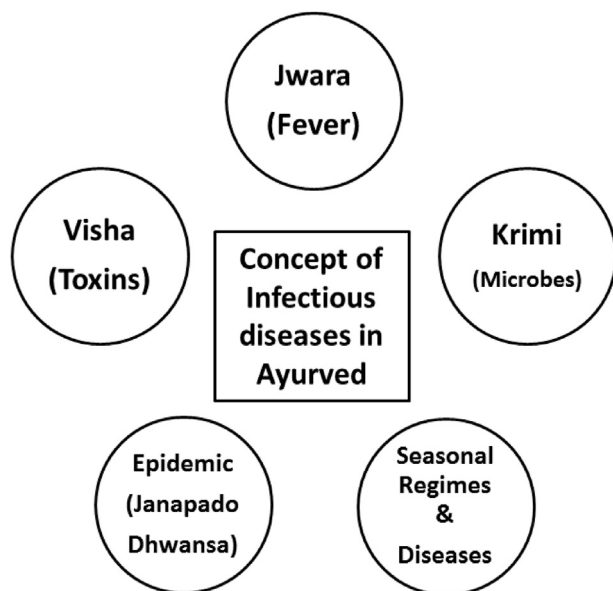 Jwara
(Fever)
Visha
(Toxins)
Krimi
(Microbes)
Concept of
Infectious
diseases in
Ayurved
Epidemic
(Janapado
Dhwansa)
Seasonal
Regimes
&
Diseases